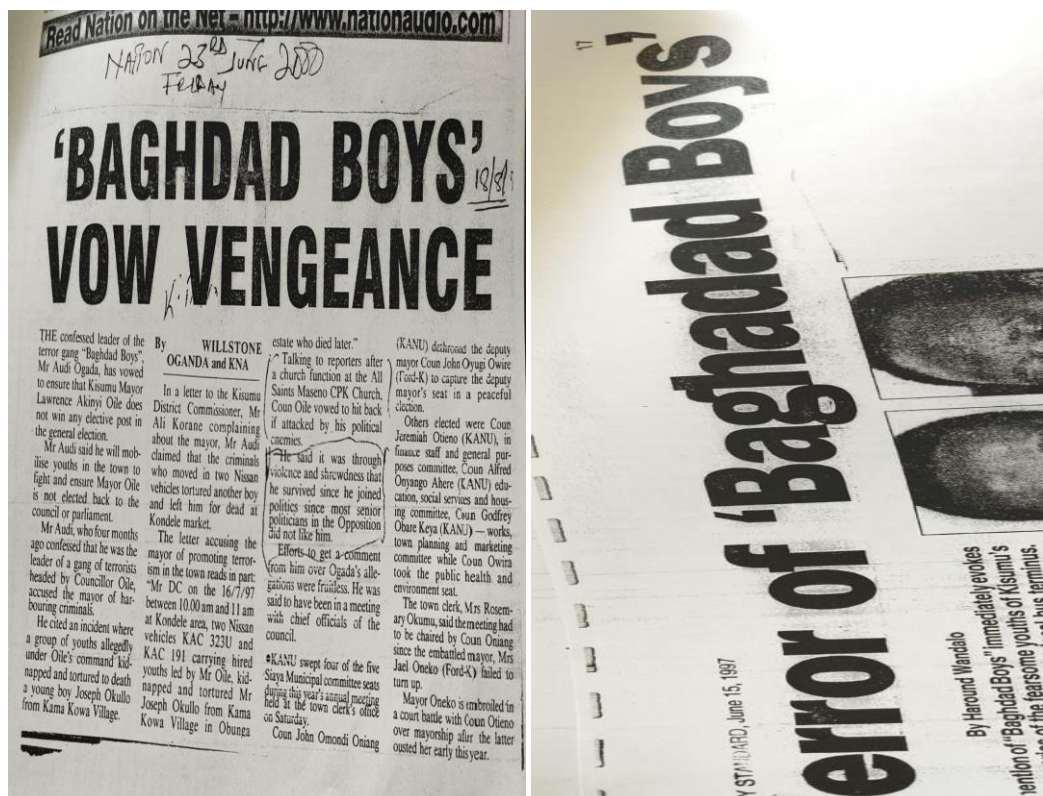 Read Nation on the Net – http://www.nationaudio.com
NATION 23RD JUNE 2000
FRIDAY
'BAGHDAD BOYS'
18/8/
VOW VENGEANCE
THE confessed leader of the
terror gang "Baghdad Boys",
Mr Audi Ogada, has vowed
to ensure that Kisumu Mayor
Lawrence Akinyi Oile does
not win any elective post in
the general election.
Mr Audi said he will mob-
ilise youths in the town to
fight and ensure Mayor Oile
is not elected back to the
council or parliament.
Mr Audi, who four months
ago confessed that he was the
leader of a gang of terrorists
headed by Councillor Oile,
accused the mayor of har-
bouring criminals.
He cited an incident where
a group of youths allegedly
under Oile's command kid-
napped and tortured to death
a young boy Joseph Okullo
from Kama Kowa Village.
By WILLSTONE
OGANDA and KNA
In a letter to the Kisumu
District Commissioner, Mr
Ali Korane complaining
about the mayor, Mr Audi
claimed that the criminals
who moved in two Nissan
vehicles tortured another boy
and left him for dead at
Kondele market.
The letter accusing the
mayor of promoting terror-
ism in the town reads in part:
"Mr DC on the 16/7/97
between 10.00 am and 11 am
at Kondele area, two Nissan
vehicles KAC 323U and
KAC 191 carrying hired
youths led by Mr Oile, kid-
napped and tortured Mr
Joseph Okullo from Kama
Kowa Village in Obunga
estate who died later."
Talking to reporters after
a church function at the All
Saints Maseno CPK Church,
Coun Oile vowed to hit back
if attacked by his political
enemies.
He said it was through
violence and shrewdness that
he survived since he joined
politics since most senior
politicians in the Opposition
did not like him.
Efforts to get a comment
from him over Ogada's alle-
gations were fruitless. He was
said to have been in a meeting
with chief officials of the
council.
•KANU swept four of the five
Siaya Municipal committee seats
during this year's annual meeting
held at the town clerk's office
on Saturday.
Coun John Omondi Oniang
(KANU) dethroned the deputy
mayor Coun John Oyugi Owire
(Ford-K) to capture the deputy
mayor's seat in a peaceful
election.
Others elected were Coun
Jeremiah Otieno (KANU), in
finance staff and general pur-
poses committee, Coun Alfred
Onyango Ahere (KANU) edu-
cation, social services and hous-
ing committee, Coun Godfrey
Obare Keya (KANU) — works,
town planning and marketing
committee while Coun Owira
took the public health and
environment seat.
The town clerk, Mrs Rosem-
ary Okumu, said the meeting had
to be chaired by Coun Oniang
since the embattled mayor, Mrs
Jael Oneko (Ford-K) failed to
turn up.
Mayor Oneko is embroiled in
a court battle with Coun Otieno
over mayorship after the latter
ousted her early this year.
17
Y STANDARD, June 15, 1997
error of 'Baghadad Boys'
By Haround Wandalo
mention of "Baghdad Boys" immediately evokes
of the fearsome youths of Kisumu's
bus terminus.